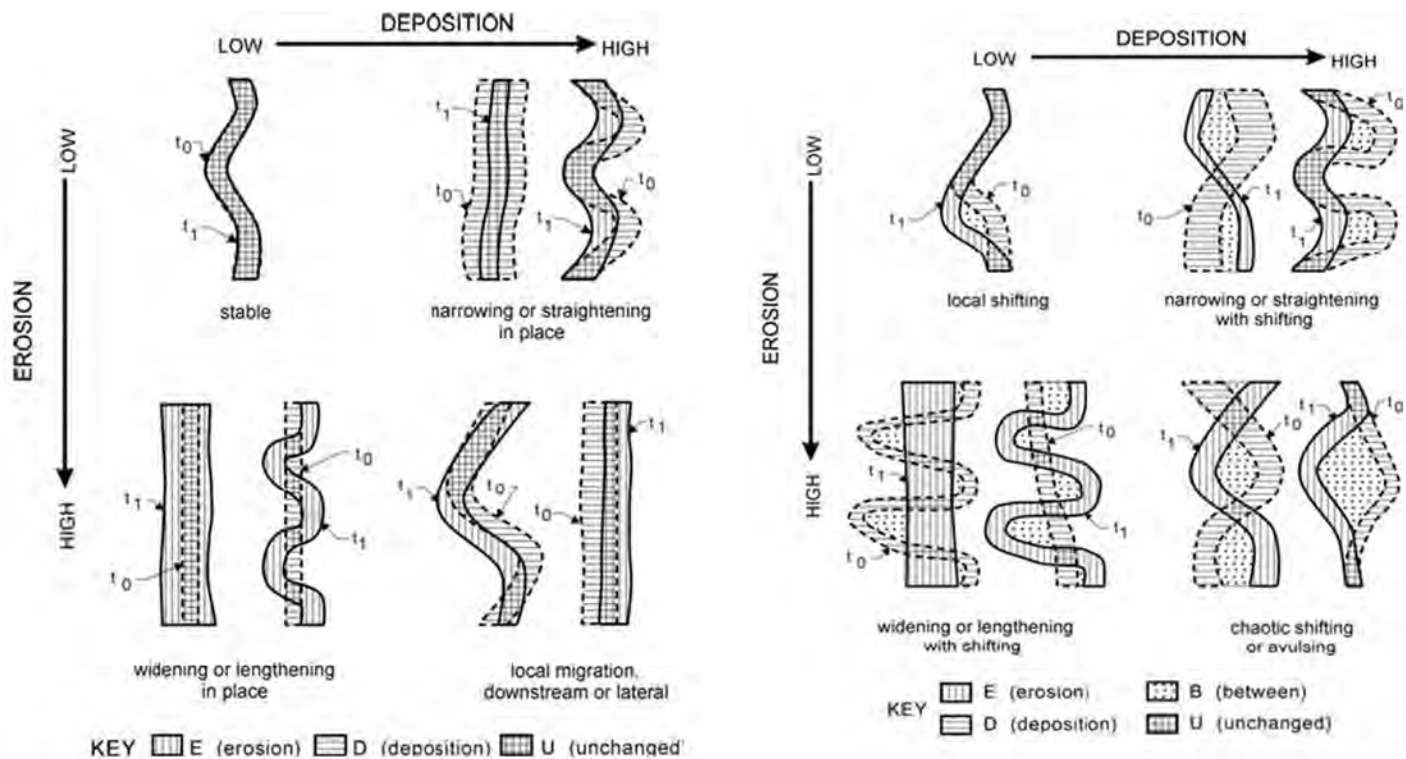 DEPOSITION
LOW
HIGH
EROSION
LOW
HIGH
t0
t1
stable
t1
t0
t0
t1
narrowing or straightening
in place
t1
t0
t0
t1
widening or lengthening
in place
t1
t0
t1
t0
local migration,
downstream or lateral
KEY E (erosion) D (deposition) U (unchanged)
DEPOSITION
LOW
HIGH
EROSION
LOW
HIGH
t1
t0
local shifting
t0
t1
t0
t1
narrowing or straightening
with shifting
t1
t0
t0
t1
widening or lengthening
with shifting
t1
t0
t1
t0
chaotic shifting
or avulsing
KEY
E (erosion)
B (between)
D (deposition)
U (unchanged)